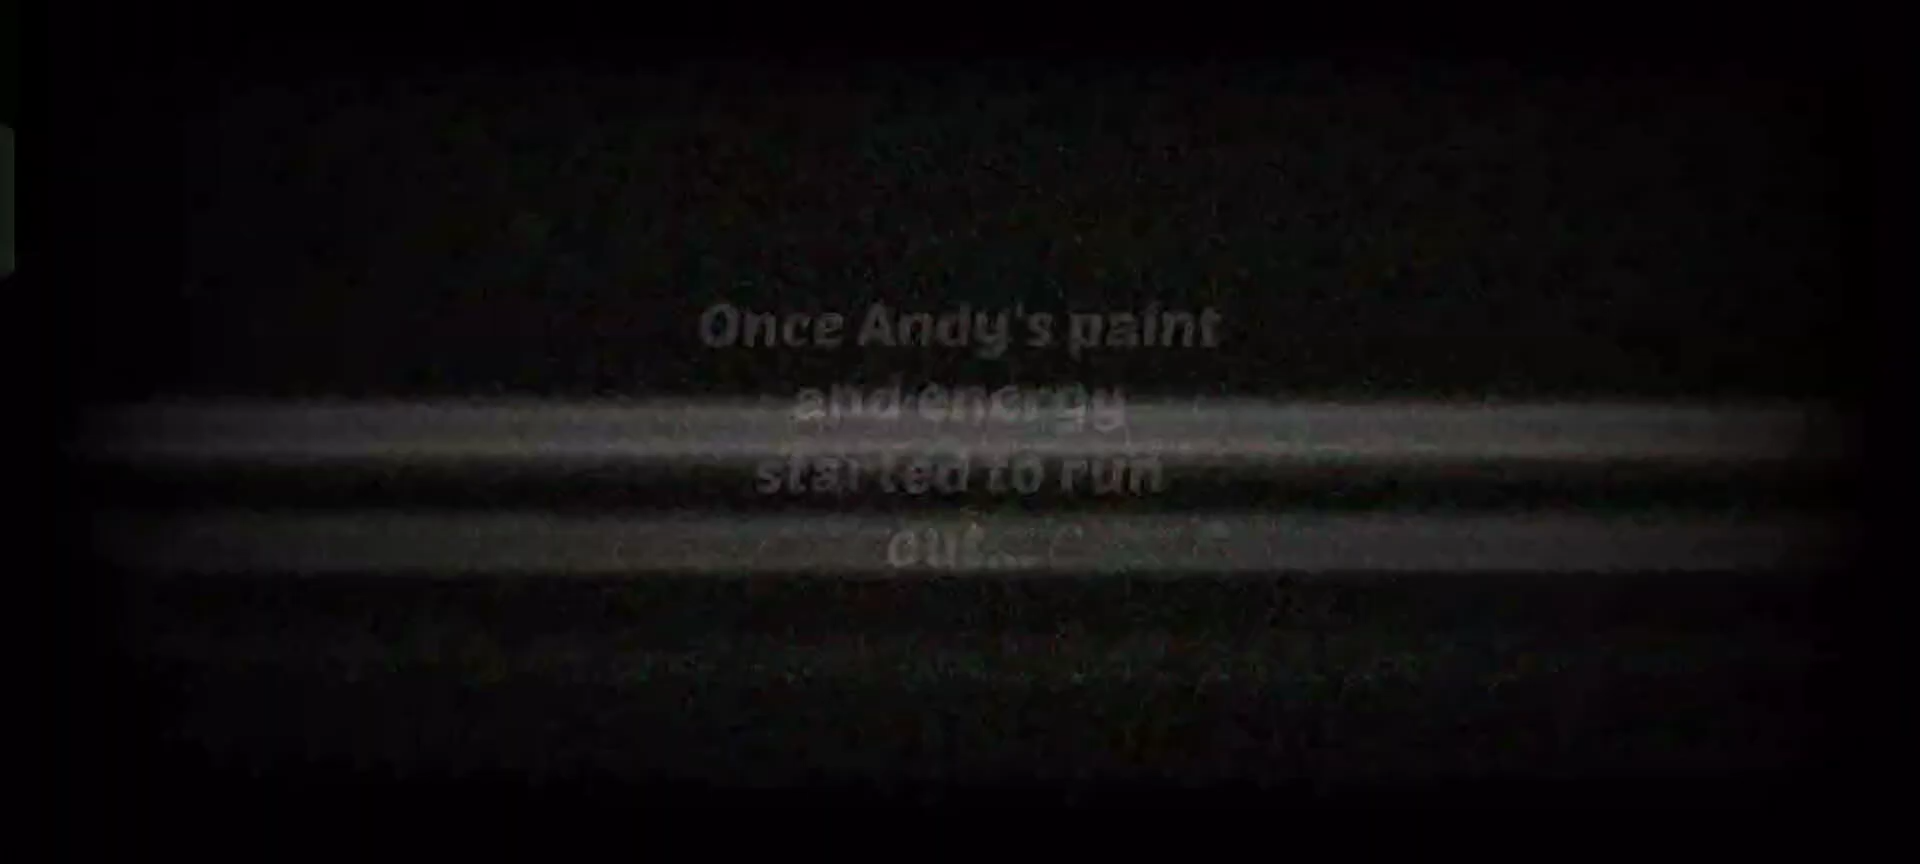 Once Andy's paint
and energy
started to run
out...